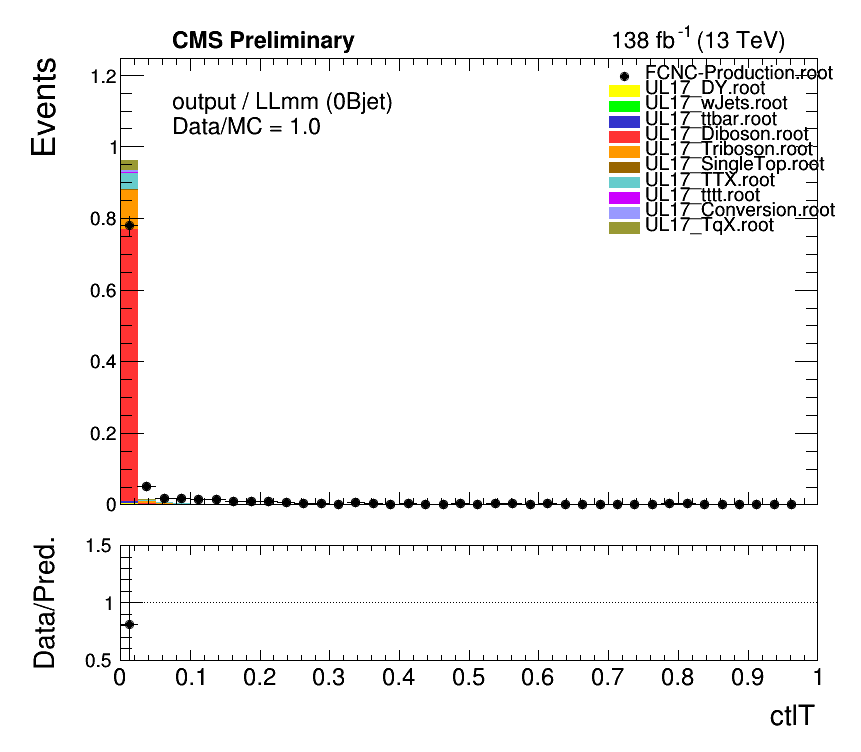 CMS Preliminary
138 fb-1 (13 TeV)
Events
1.2
1
0.8
0.6
0.4
0.2
0
output / LLmm (0Bjet)
Data/MC = 1.0
FCNC-Production.root
UL17_DY.root
UL17_wJets.root
UL17_ttbar.root
UL17_Diboson.root
UL17_Triboson.root
UL17_SingleTop.root
UL17_TTX.root
UL17_tttt.root
UL17_Conversion.root
UL17_TqX.root
Data/Pred.
1.5
1
0.5
0 0.1 0.2 0.3 0.4 0.5 0.6 0.7 0.8 0.9 1
ctlT